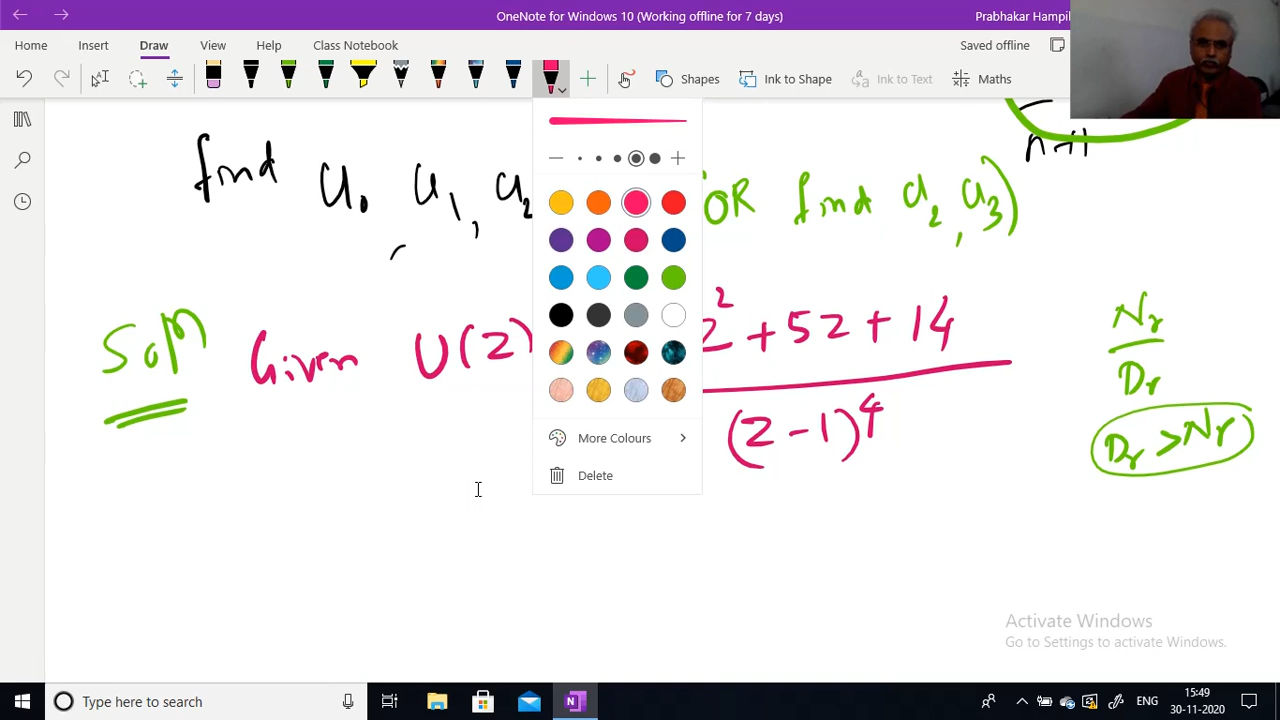 OneNote for Windows 10 (Working offline for 7 days)
Prabhakar Hampil
Home Insert Draw View Help Class Notebook
Saved offline
Shapes Ink to Shape Ink to Text Maths
n+1
find u0 u1, u2
OR find u2, u3)
Soln Given U(z)
z² + 5z + 14
(z-1)⁴
Nr
Dr
Dr > Nr
More Colours
Delete
Activate Windows
Go to Settings to activate Windows.
Type here to search
ENG
15:49
30-11-2020